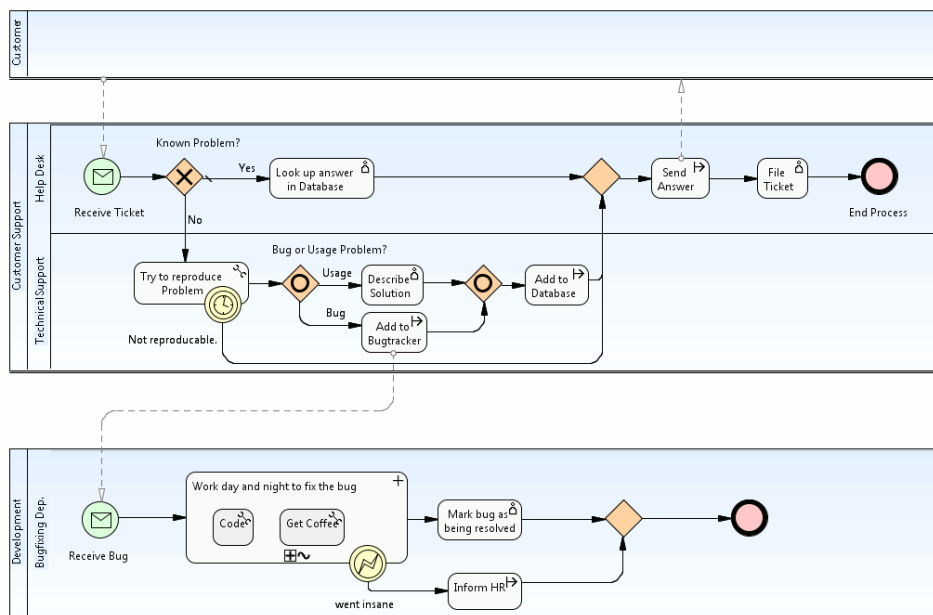 Customer
Customer Support
Help Desk
Known Problem?
Receive Ticket
Yes
Look up answer
in Database
Send
Answer
File
Ticket
End Process
No
Technical Support
Try to reproduce
Problem
Not reproducable.
Bug or Usage Problem?
Usage
Describe
Solution
Bug
Add to
Bugtracker
Add to
Database
Development
Bugfixing Dep.
Receive Bug
Work day and night to fix the bug
Code
Get Coffee
went insane
Mark bug as
being resolved
Inform HR